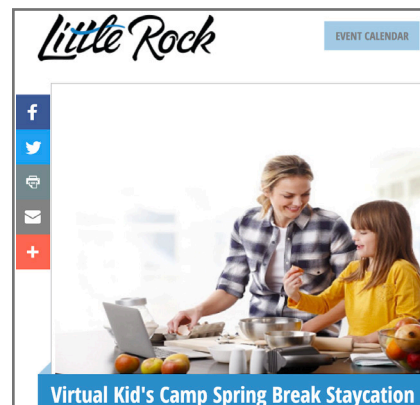 Little Rock
EVENT CALENDAR
Virtual Kid's Camp Spring Break Staycation